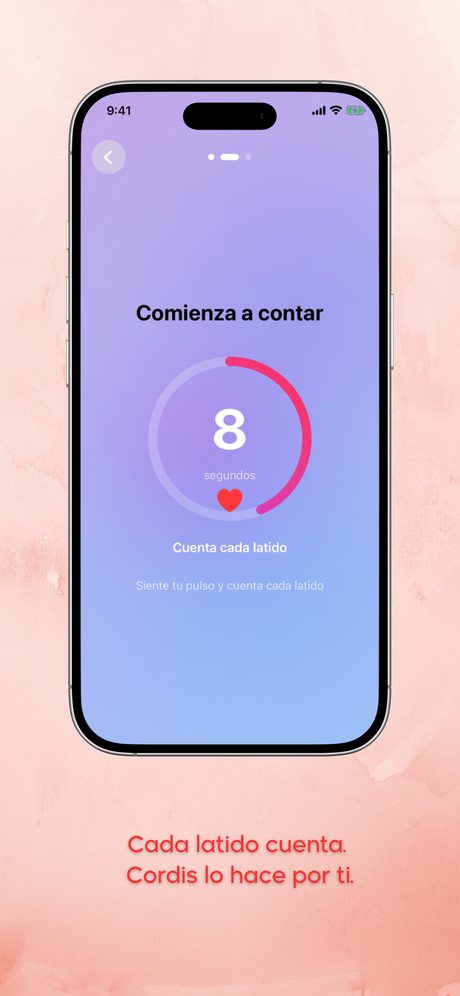 9:41
Comienza a contar
8
segundos
Cuenta cada latido
Siente tu pulso y cuenta cada latido
Cada latido cuenta.
Cordis lo hace por ti.